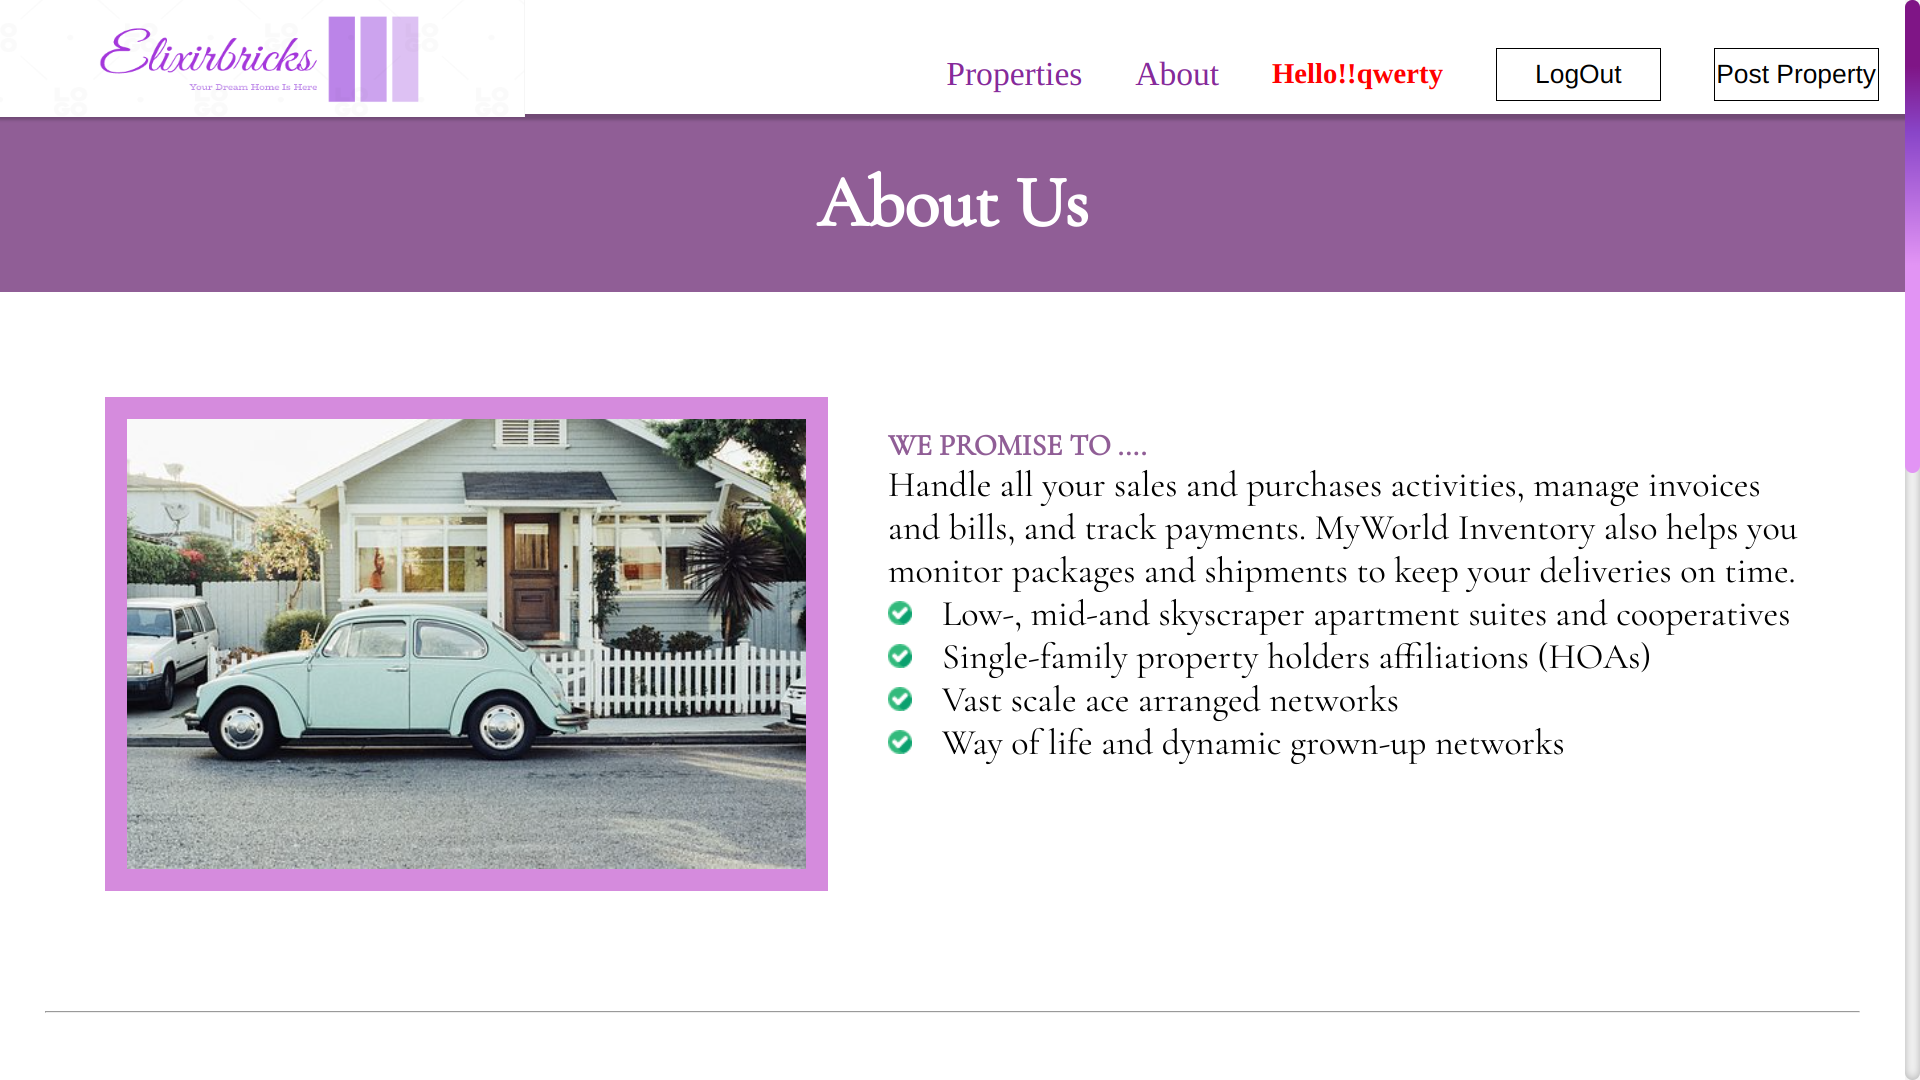 Elixirbricks
Your Dream Home Is Here
Properties About Hello!!qwerty LogOut Post Property
About Us
WE PROMISE TO ....
Handle all your sales and purchases activities, manage invoices
and bills, and track payments. MyWorld Inventory also helps you
monitor packages and shipments to keep your deliveries on time.
Low-, mid-and skyscraper apartment suites and cooperatives
Single-family property holders affiliations (HOAs)
Vast scale ace arranged networks
Way of life and dynamic grown-up networks